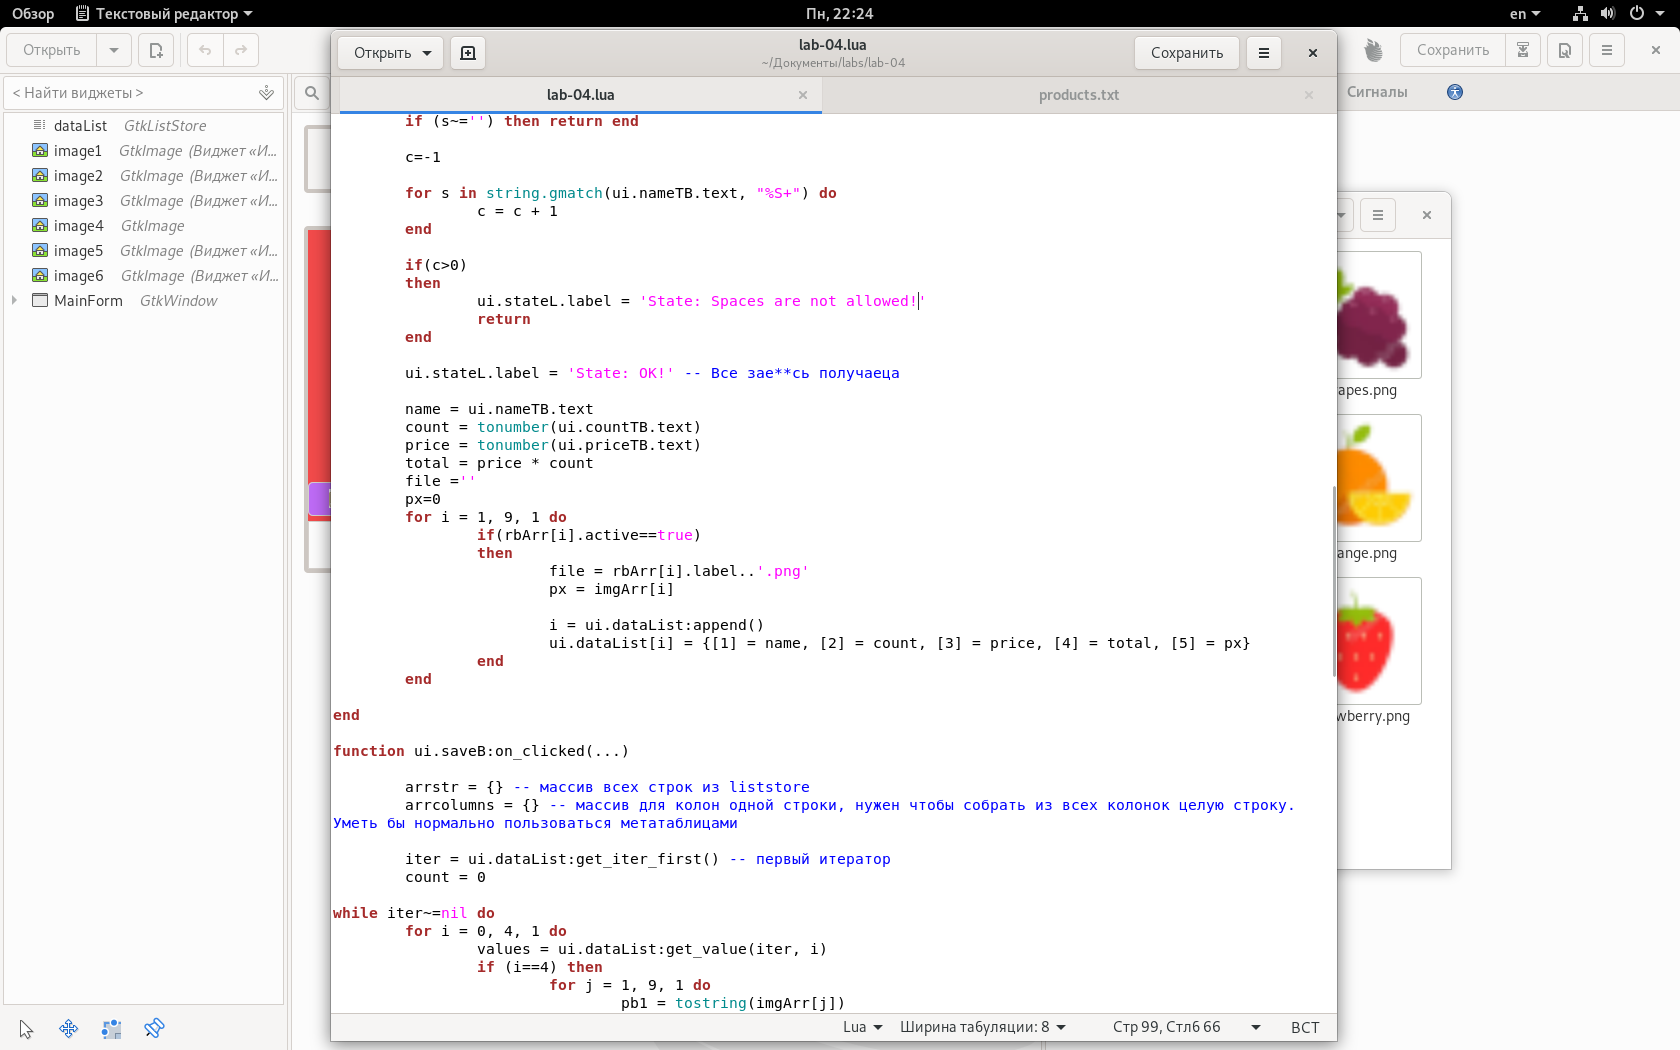 Обзор
Текстовый редактор
Пн, 22:24
en
Открыть
Сохранить
< Найти виджеты >
Сигналы
dataList GtkListStore
image1 GtkImage (Виджет «И...
image2 GtkImage (Виджет «И...
image3 GtkImage (Виджет «И...
image4 GtkImage
image5 GtkImage (Виджет «И...
image6 GtkImage (Виджет «И...
MainForm GtkWindow
Открыть
lab-04.lua
~/Документы/labs/lab-04
Сохранить
lab-04.lua
products.txt
if (s~='') then return end
c=-1
for s in string.gmatch(ui.nameTB.text, "%S+") do
c = c + 1
end
if(c>0)
then
ui.stateL.label = 'State: Spaces are not allowed!'
return
end
ui.stateL.label = 'State: OK!' -- Все зае**сь получаеца
name = ui.nameTB.text
count = tonumber(ui.countTB.text)
price = tonumber(ui.priceTB.text)
total = price * count
file =''
px=0
for i = 1, 9, 1 do
if(rbArr[i].active==true)
then
file = rbArr[i].label..'.png'
px = imgArr[i]
i = ui.dataList:append()
ui.dataList[i] = {[1] = name, [2] = count, [3] = price, [4] = total, [5] = px}
end
end
end
function ui.saveB:on_clicked(...)
arrstr = {} -- массив всех строк из liststore
arrcolumns = {} -- массив для колон одной строки, нужен чтобы собрать из всех колонок целую строку.
Уметь бы нормально пользоваться метатаблицами
iter = ui.dataList:get_iter_first() -- первый итератор
count = 0
while iter~=nil do
for i = 0, 4, 1 do
values = ui.dataList:get_value(iter, i)
if (i==4) then
for j = 1, 9, 1 do
pb1 = tostring(imgArr[j])
Lua
Ширина табуляции: 8
Стр 99, Стлб 66
ВСТ
apes.png
ange.png
wberry.png